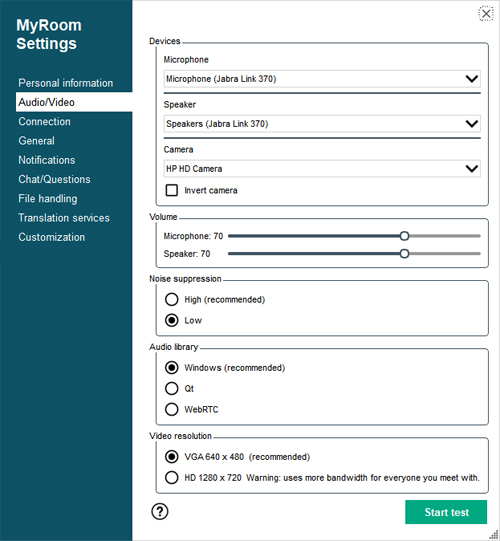 MyRoom
Settings
Personal information
Audio/Video
Connection
General
Notifications
Chat/Questions
File handling
Translation services
Customization
Devices
Microphone
Microphone (Jabra Link 370)
Speaker
Speakers (Jabra Link 370)
Camera
HP HD Camera
Invert camera
Volume
Microphone: 70
Speaker: 70
Noise suppression
High (recommended)
Low
Audio library
Windows (recommended)
Qt
WebRTC
Video resolution
VGA 640 x 480 (recommended)
HD 1280 x 720 Warning: uses more bandwidth for everyone you meet with.
?
Start test